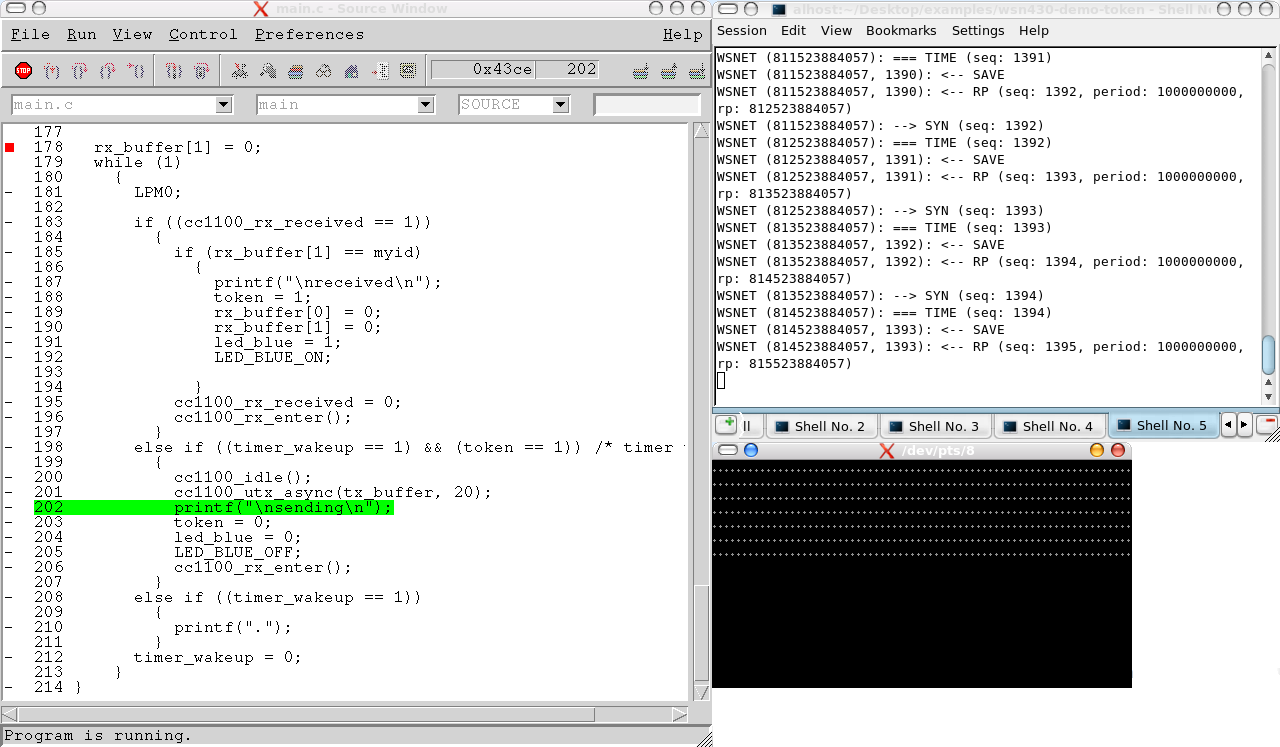 main.c - Source Window
File Run View Control Preferences Help
STOP 0x43ce 202
main.c main SOURCE
177
178 rx_buffer[1] = 0;
179 while (1)
180 {
181 LPM0;
182
183 if ((cc1100_rx_received == 1))
184 {
185 if (rx_buffer[1] == myid)
186 {
187 printf("\nreceived\n");
188 token = 1;
189 rx_buffer[0] = 0;
190 rx_buffer[1] = 0;
191 led_blue = 1;
192 LED_BLUE_ON;
193
194 }
195 cc1100_rx_received = 0;
196 cc1100_rx_enter();
197 }
198 else if ((timer_wakeup == 1) && (token == 1)) /* timer
199 {
200 cc1100_idle();
201 cc1100_utx_async(tx_buffer, 20);
202 printf("\nsending\n");
203 token = 0;
204 led_blue = 0;
205 LED_BLUE_OFF;
206 cc1100_rx_enter();
207 }
208 else if ((timer_wakeup == 1))
209 {
210 printf(".");
211 }
212 timer_wakeup = 0;
213 }
214 }
Program is running.
alhost:~/Desktop/examples/wsn430-demo-token - Shell No
Session Edit View Bookmarks Settings Help
WSNET (811523884057): === TIME (seq: 1391)
WSNET (811523884057, 1390): <-- SAVE
WSNET (811523884057, 1390): <-- RP (seq: 1392, period: 1000000000,
rp: 812523884057)
WSNET (811523884057): --> SYN (seq: 1392)
WSNET (812523884057): === TIME (seq: 1392)
WSNET (812523884057, 1391): <-- SAVE
WSNET (812523884057, 1391): <-- RP (seq: 1393, period: 1000000000,
rp: 813523884057)
WSNET (812523884057): --> SYN (seq: 1393)
WSNET (813523884057): === TIME (seq: 1393)
WSNET (813523884057, 1392): <-- SAVE
WSNET (813523884057, 1392): <-- RP (seq: 1394, period: 1000000000,
rp: 814523884057)
WSNET (813523884057): --> SYN (seq: 1394)
WSNET (814523884057): === TIME (seq: 1394)
WSNET (814523884057, 1393): <-- SAVE
WSNET (814523884057, 1393): <-- RP (seq: 1395, period: 1000000000,
rp: 815523884057)
ll Shell No. 2 Shell No. 3 Shell No. 4 Shell No. 5
/dev/pts/8